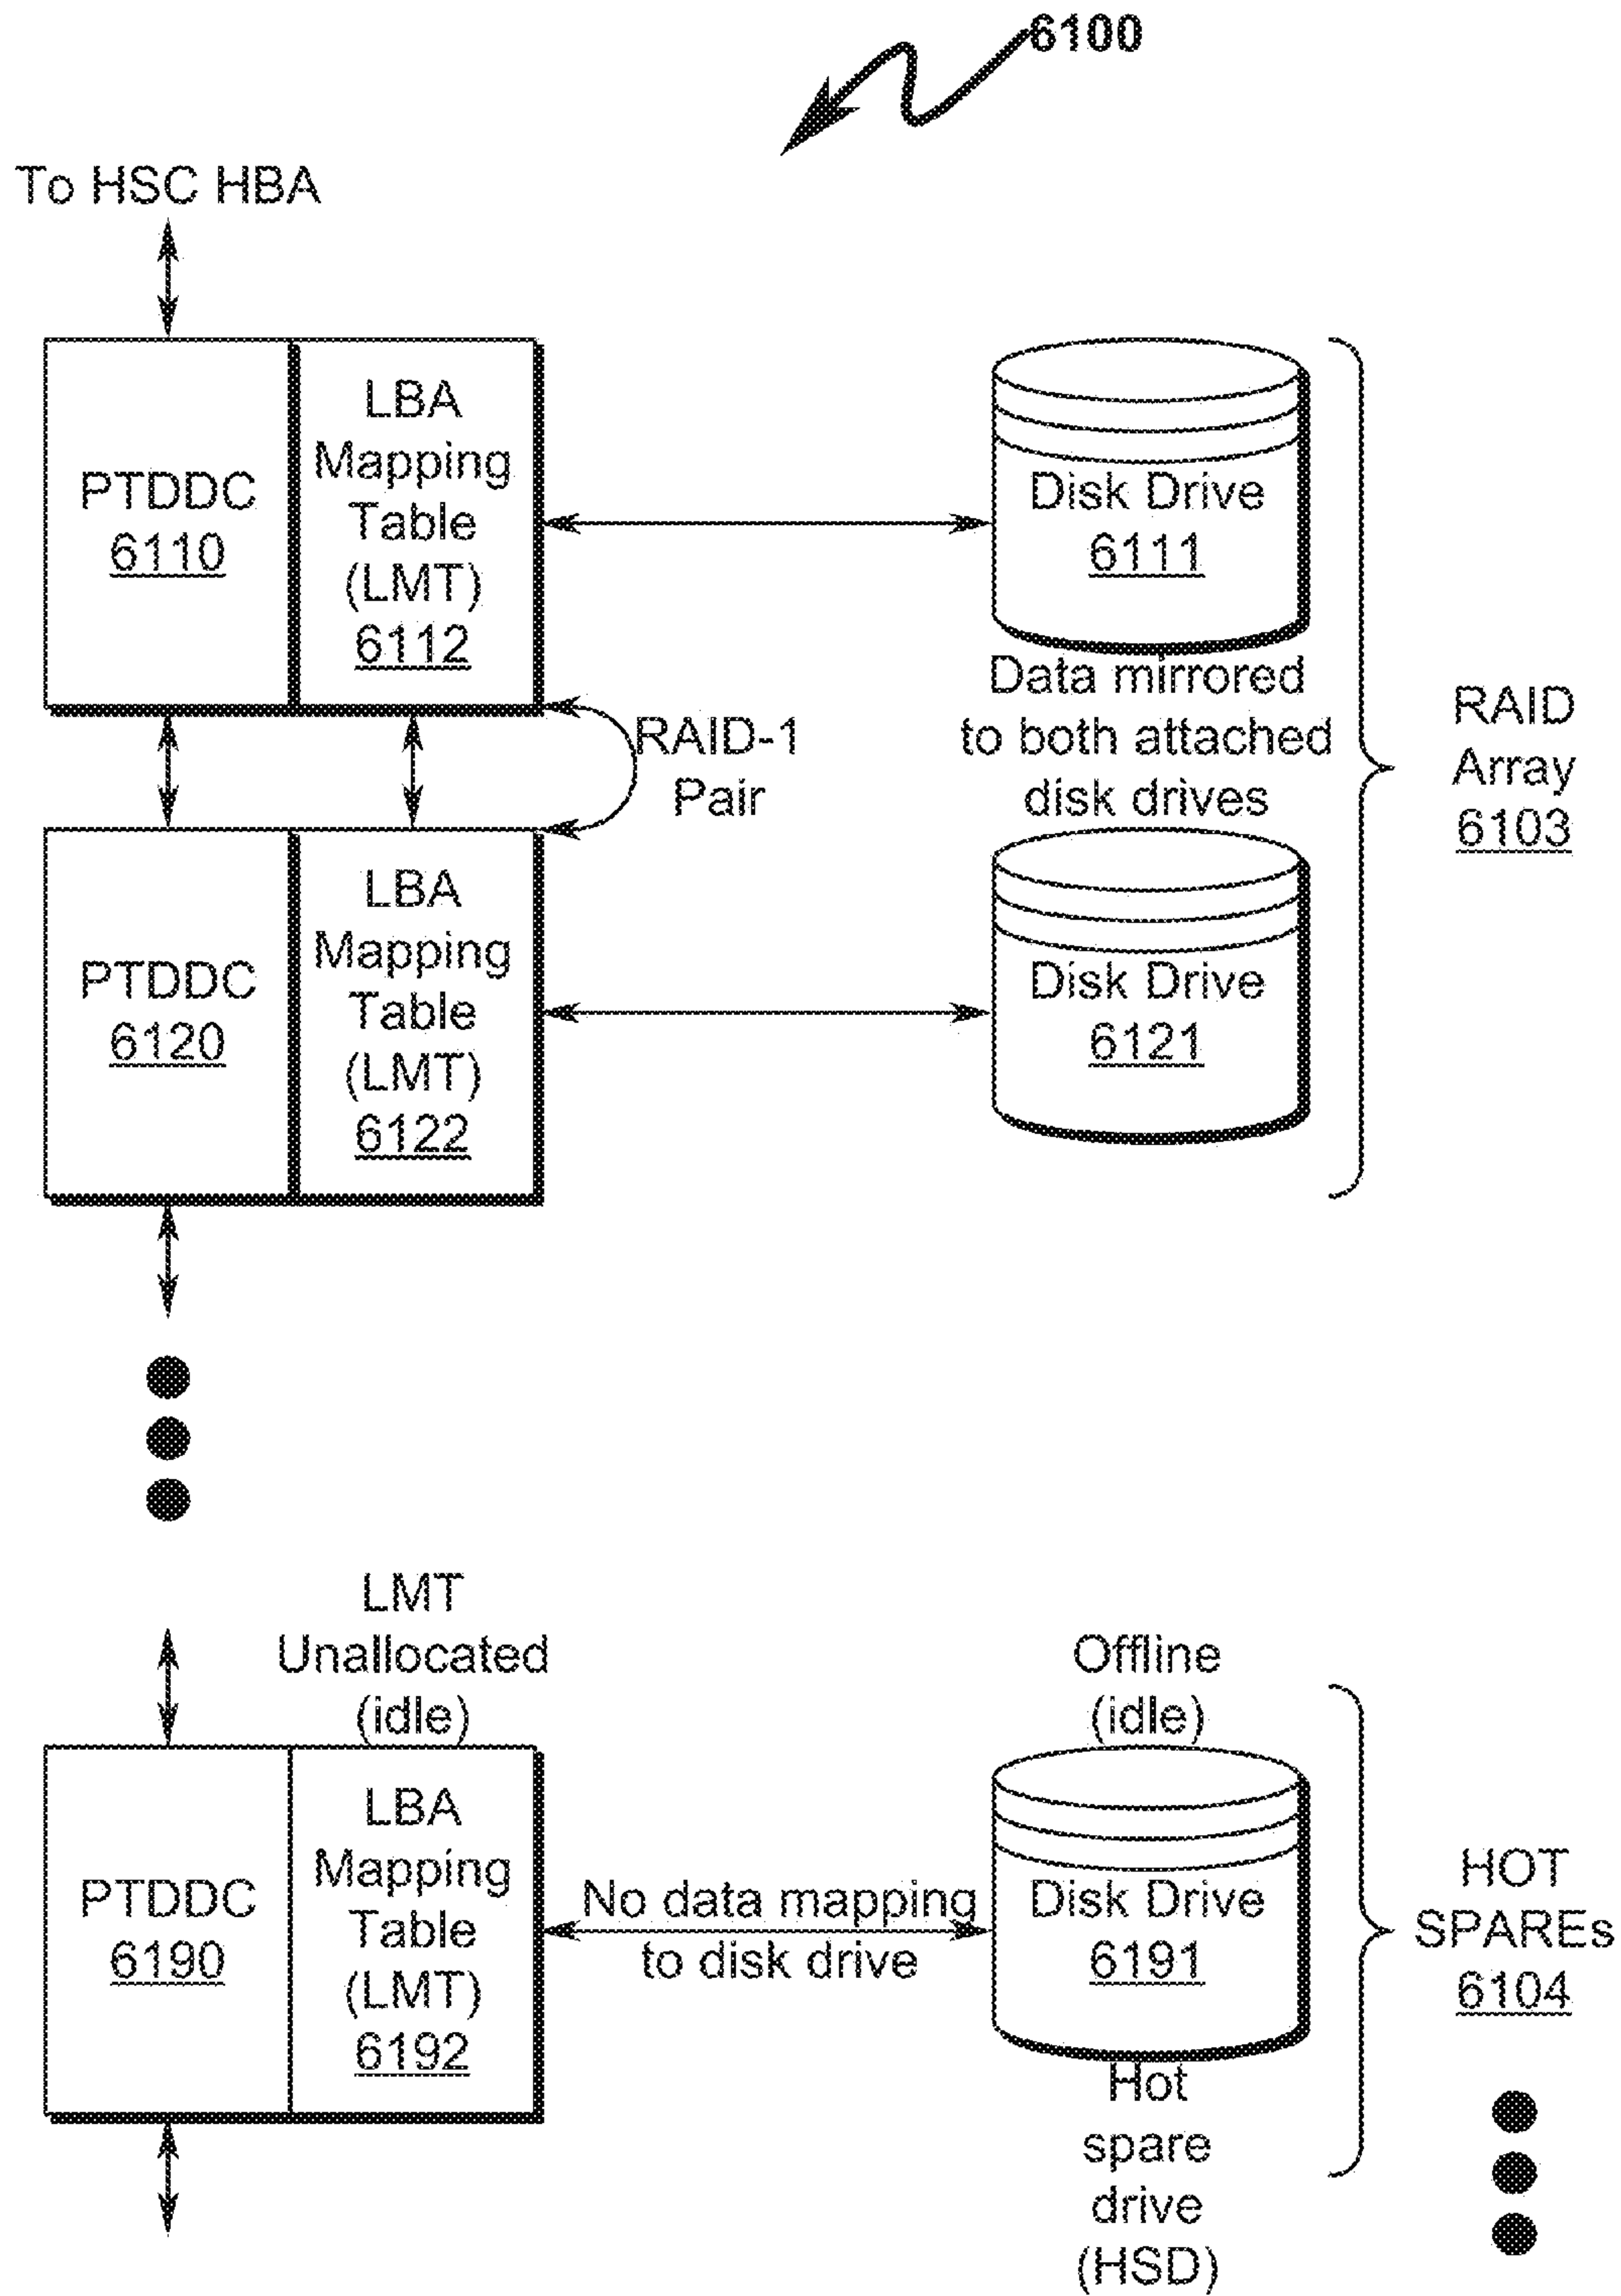 6100
To HSC HBA
PTDDC
6110
LBA
Mapping
Table
(LMT)
6112
Disk Drive
6111
Data mirrored
to both attached
disk drives
RAID-1
Pair
RAID
Array
6103
PTDDC
6120
LBA
Mapping
Table
(LMT)
6122
Disk Drive
6121
LMT
Unallocated
(idle)
Offline
(idle)
PTDDC
6190
LBA
Mapping
Table
(LMT)
6192
No data mapping
to disk drive
Disk Drive
6191
Hot
spare
drive
(HSD)
HOT
SPAREs
6104